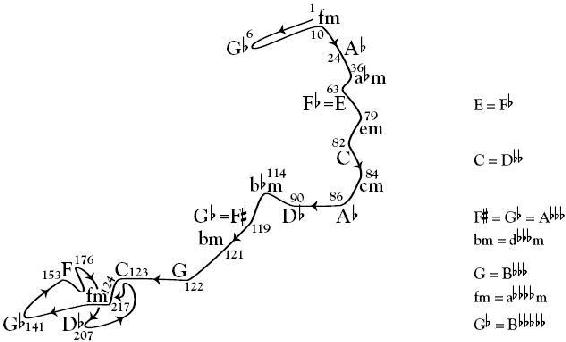 1 fm
G♭ 6
10
A♭
24
36 a♭m
63
F♭=E
79
em
E = F♭
82
C
C = D♭♭
84
cm
114
b♭m
90
D♭
86
A♭
G♭=F♯
119
F♯ = G♭ = A♭♭♭
bm
121
bm = d♭♭♭m
F 176
153
C 123
124
G
122
G = B♭♭♭
fm
217
fm = a♭♭♭♭m
G♭ 141
D♭
207
G♭ = B♭♭♭♭♭